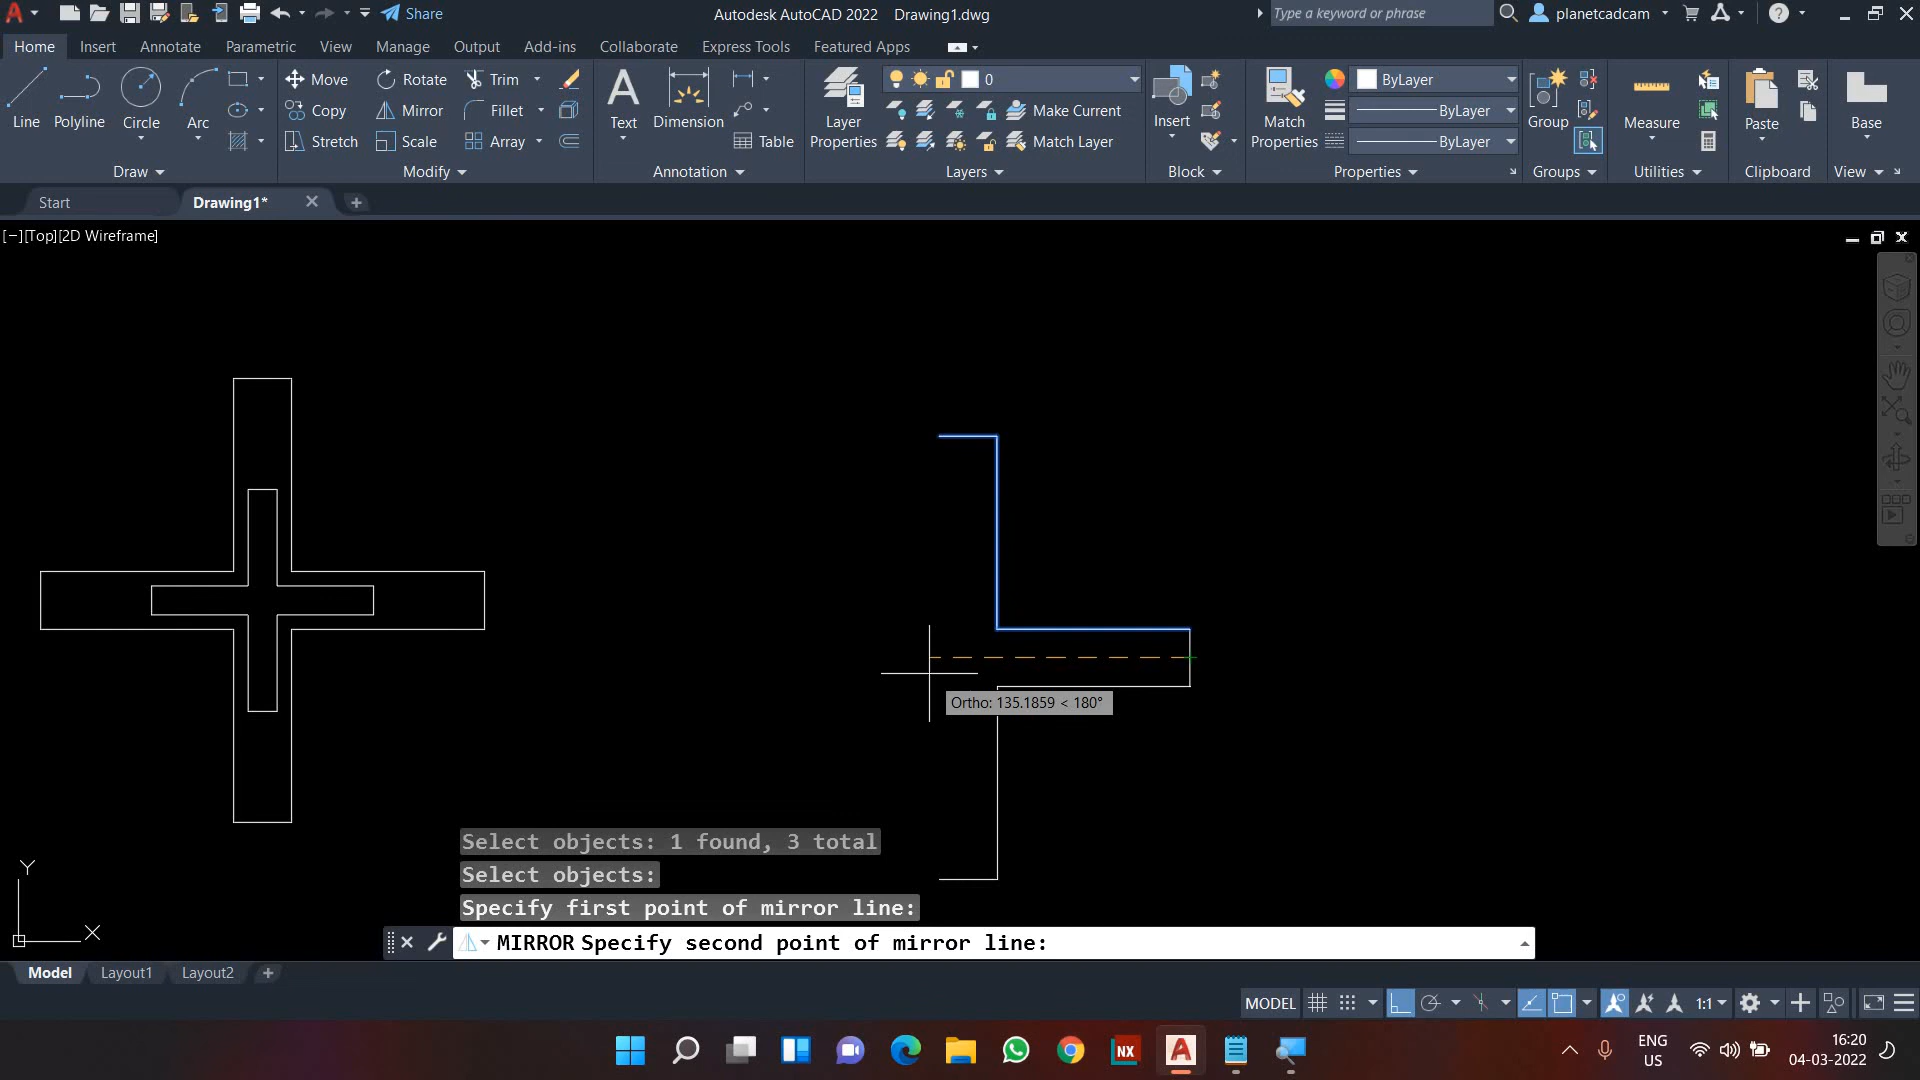 Share
Autodesk AutoCAD 2022 Drawing1.dwg
Type a keyword or phrase
planetcadcam
Home Insert Annotate Parametric View Manage Output Add-ins Collaborate Express Tools Featured Apps
Line Polyline Circle Arc
Move Rotate Trim
Copy Mirror Fillet
Stretch Scale Array
Text Dimension
Table
Layer Properties
0
Make Current
Match Layer
Insert
Match Properties
ByLayer
ByLayer
ByLayer
Group
Measure
Paste
Base
Draw Modify Annotation Layers Block Properties Groups Utilities Clipboard View
Start Drawing1*
[−][Top][2D Wireframe]
Ortho: 135.1859 < 180°
Y
X
Select objects: 1 found, 3 total
Select objects:
Specify first point of mirror line:
MIRROR Specify second point of mirror line:
Model Layout1 Layout2
MODEL
1:1
NX
A
ENG
US
16:20
04-03-2022